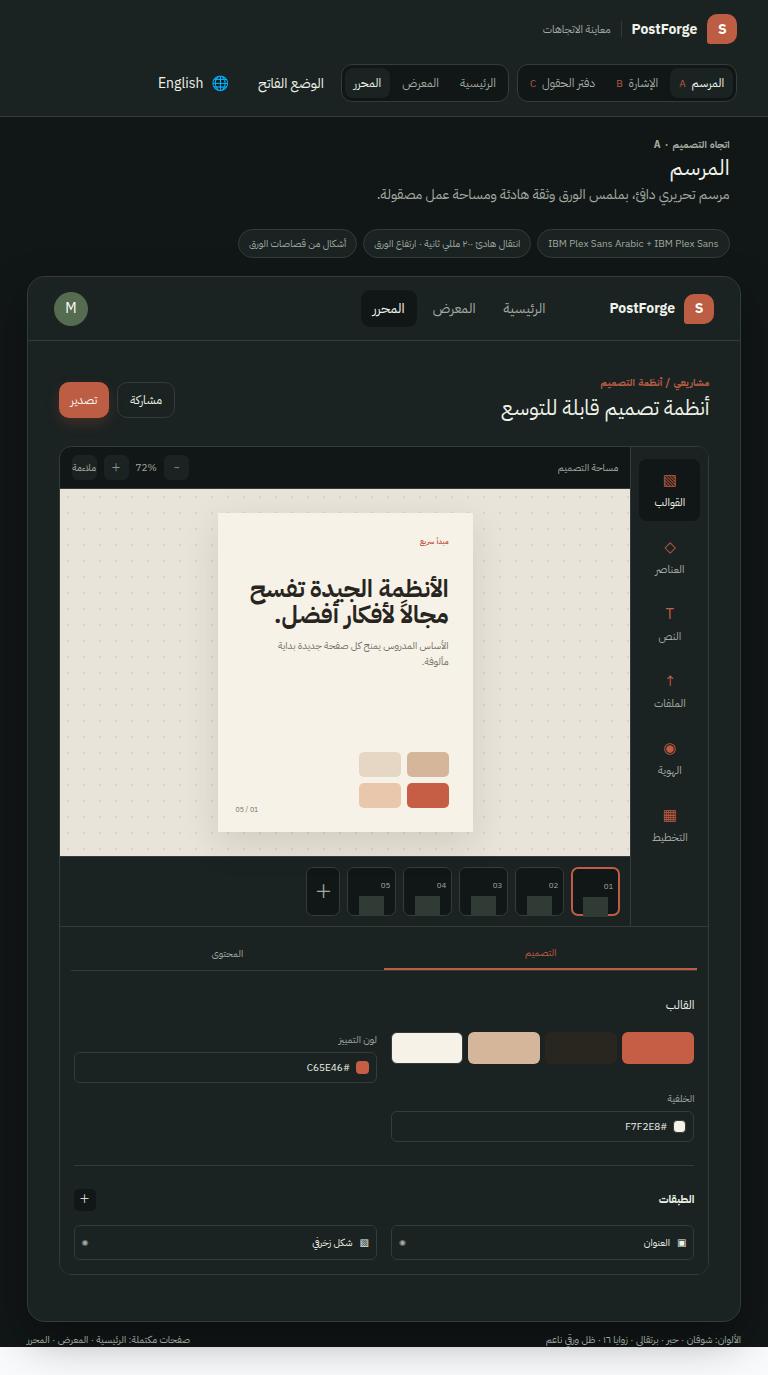 S PostForge معاينة الاتجاهات
المرسم A الإشارة B دفتر الحقول C الرئيسية المعرض المحرر الوضع الفاتح 🌐 English
اتجاه التصميم · A
المرسم
مرسم تحريري دافئ، بملمس الورق وثقة هادئة ومساحة عمل مصقولة.
IBM Plex Sans Arabic + IBM Plex Sans انتقال هادئ ٢٠٠ مللي ثانية · ارتفاع الورق أشكال من قصاصات الورق
S PostForge الرئيسية المعرض المحرر M
مشاريعي / أنظمة التصميم
أنظمة تصميم قابلة للتوسع
مشاركة تصدير
القوالب
العناصر
النص
الملفات
الهوية
التخطيط
مساحة التصميم − 72% + ملاءمة
مبدأ سريع
الأنظمة الجيدة تفسح
مجالاً لأفكار أفضل.
الأساس المدروس يمنح كل صفحة جديدة بداية
مألوفة.
05 / 01
01 02 03 04 05 +
التصميم المحتوى
القالب
لون التمييز
C65E46#
الخلفية
F7F2E8#
الطبقات +
العنوان شكل زخرفي
الألوان: شوفان · حبر · برتقالي · زوايا ١٦ · ظل ورقي ناعم صفحات مكتملة: الرئيسية · المعرض · المحرر